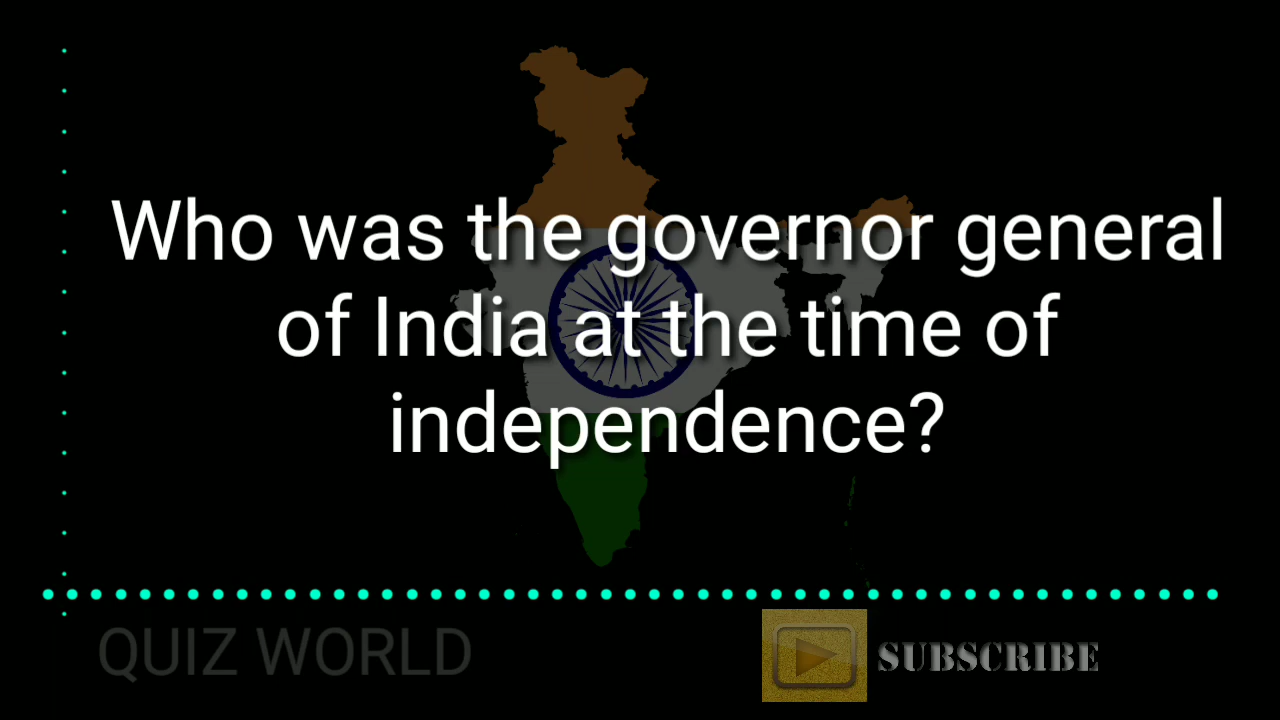 Who was the governor general
of India at the time of
independence?
QUIZ WORLD
SUBSCRIBE